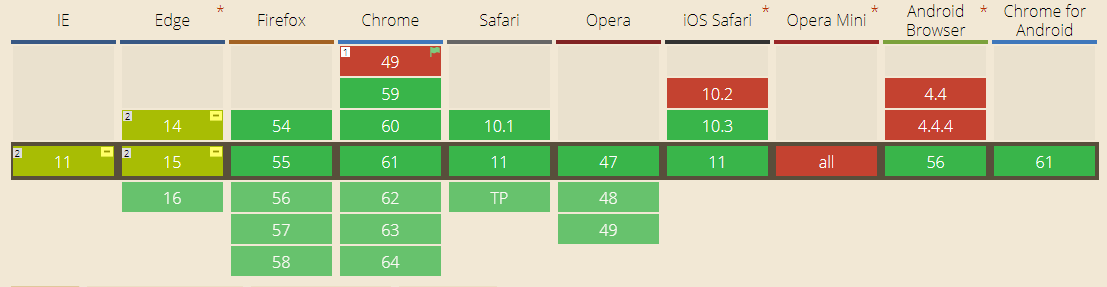 IE Edge * Firefox Chrome Safari Opera iOS Safari * Opera Mini * Android Browser * Chrome for Android
1 49
59 10.2 4.4
2 14 - 54 60 10.1 10.3 4.4.4
2 11 - 2 15 - 55 61 11 47 11 all 56 61
16 56 62 TP 48
57 63 49
58 64